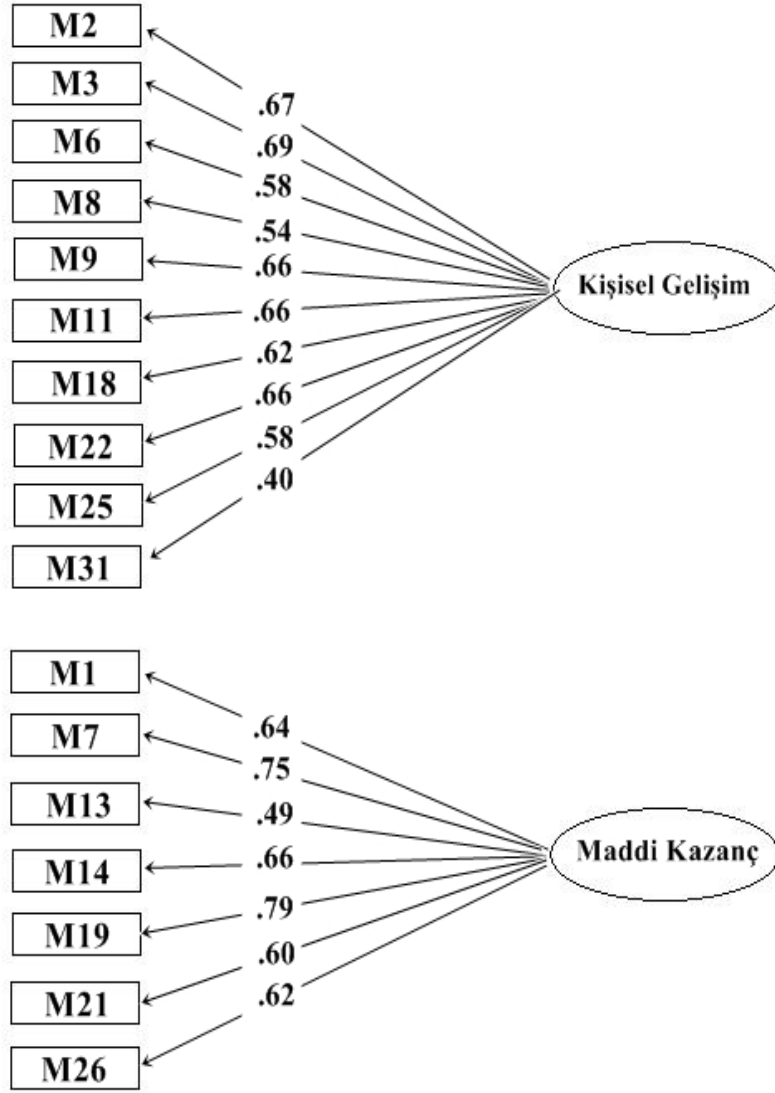 M2
M3
M6
M8
M9
M11
M18
M22
M25
M31
.67
.69
.58
.54
.66
.66
.62
.66
.58
.40
Kişisel Gelişim
M1
M7
M13
M14
M19
M21
M26
.64
.75
.49
.66
.79
.60
.62
Maddi Kazanç